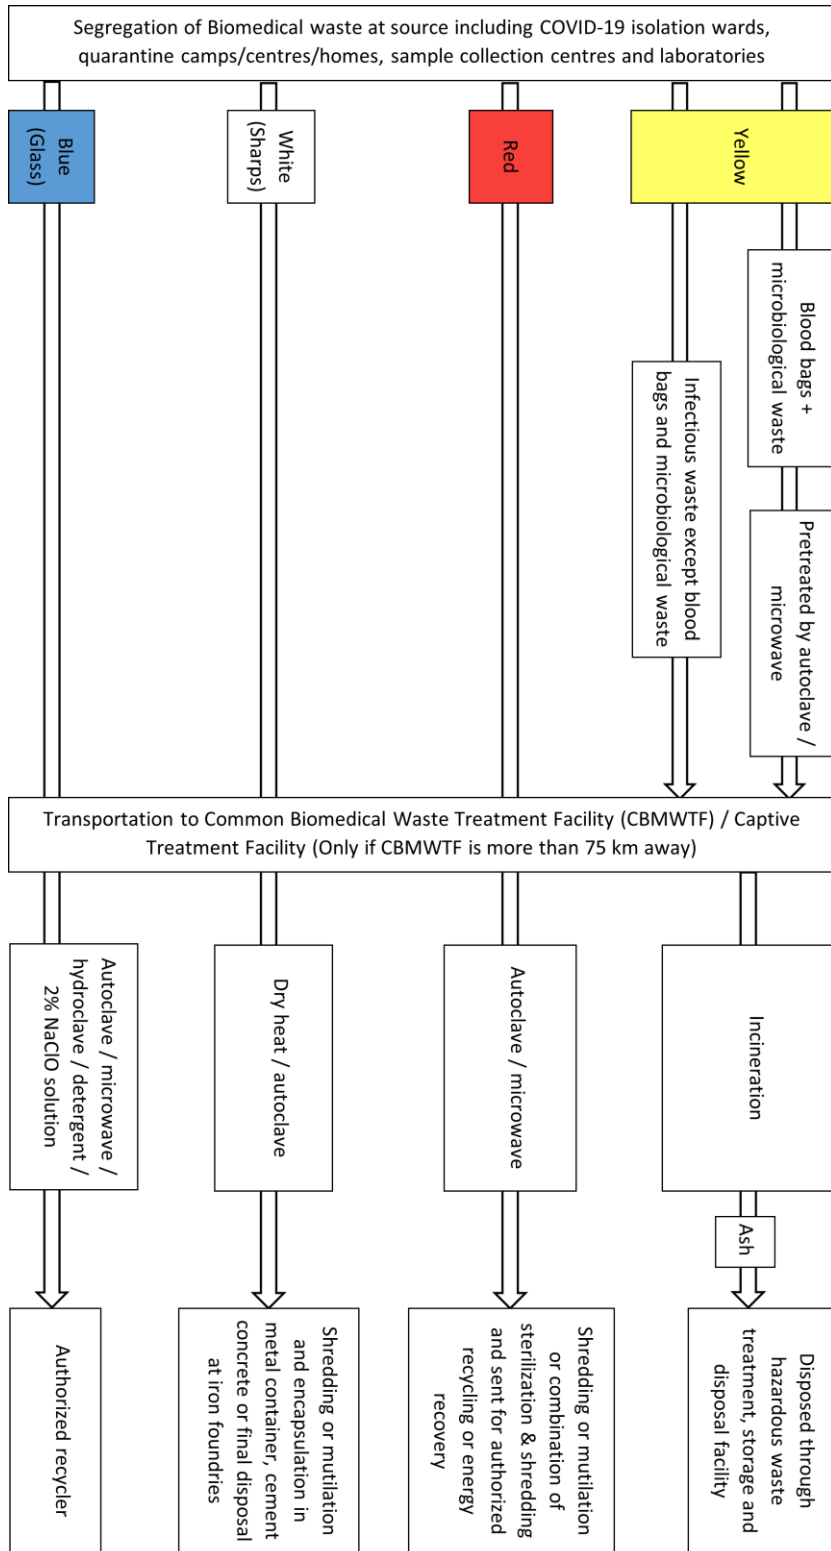 Segregation of Biomedical waste at source including COVID-19 isolation wards,
quarantine camps/centres/homes, sample collection centres and laboratories
Yellow
Red
White
(Sharps)
Blue
(Glass)
Blood bags +
microbiological waste
Infectious waste except blood
bags and microbiological waste
Pretreated by autoclave /
microwave
Transportation to Common Biomedical Waste Treatment Facility (CBMWTF) / Captive
Treatment Facility (Only if CBMWTF is more than 75 km away)
Incineration
Autoclave / microwave
Dry heat / autoclave
Autoclave / microwave /
hydroclave / detergent /
2% NaClO solution
Ash
Disposed through
hazardous waste
treatment, storage and
disposal facility
Shredding or mutilation
or combination of
sterilization & shredding
and sent for authorized
recycling or energy
recovery
Shredding or mutilation
and encapsulation in
metal container, cement
concrete or final disposal
at iron foundries
Authorized recycler